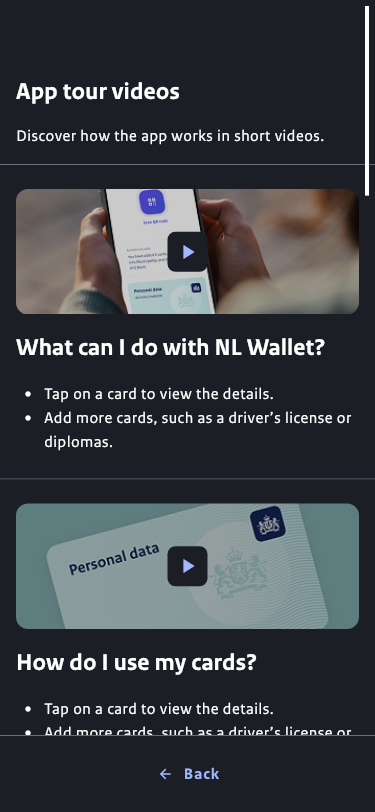 App tour videos
Discover how the app works in short videos.
Scan QR code
Personal data
What can I do with NL Wallet?
• Tap on a card to view the details.
• Add more cards, such as a driver’s license or
diplomas.
Personal data
How do I use my cards?
• Tap on a card to view the details.
• Add more cards, such as a driver’s license or
← Back